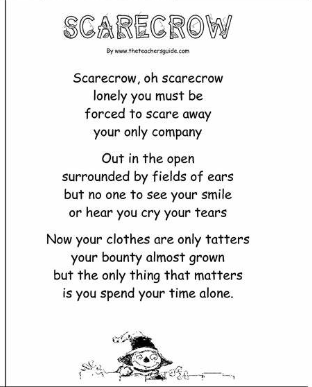 SCARECROW
By www.theteachersguide.com
Scarecrow, oh scarecrow
lonely you must be
forced to scare away
your only company
Out in the open
surrounded by fields of ears
but no one to see your smile
or hear you cry your tears
Now your clothes are only tatters
your bounty almost grown
but the only thing that matters
is you spend your time alone.